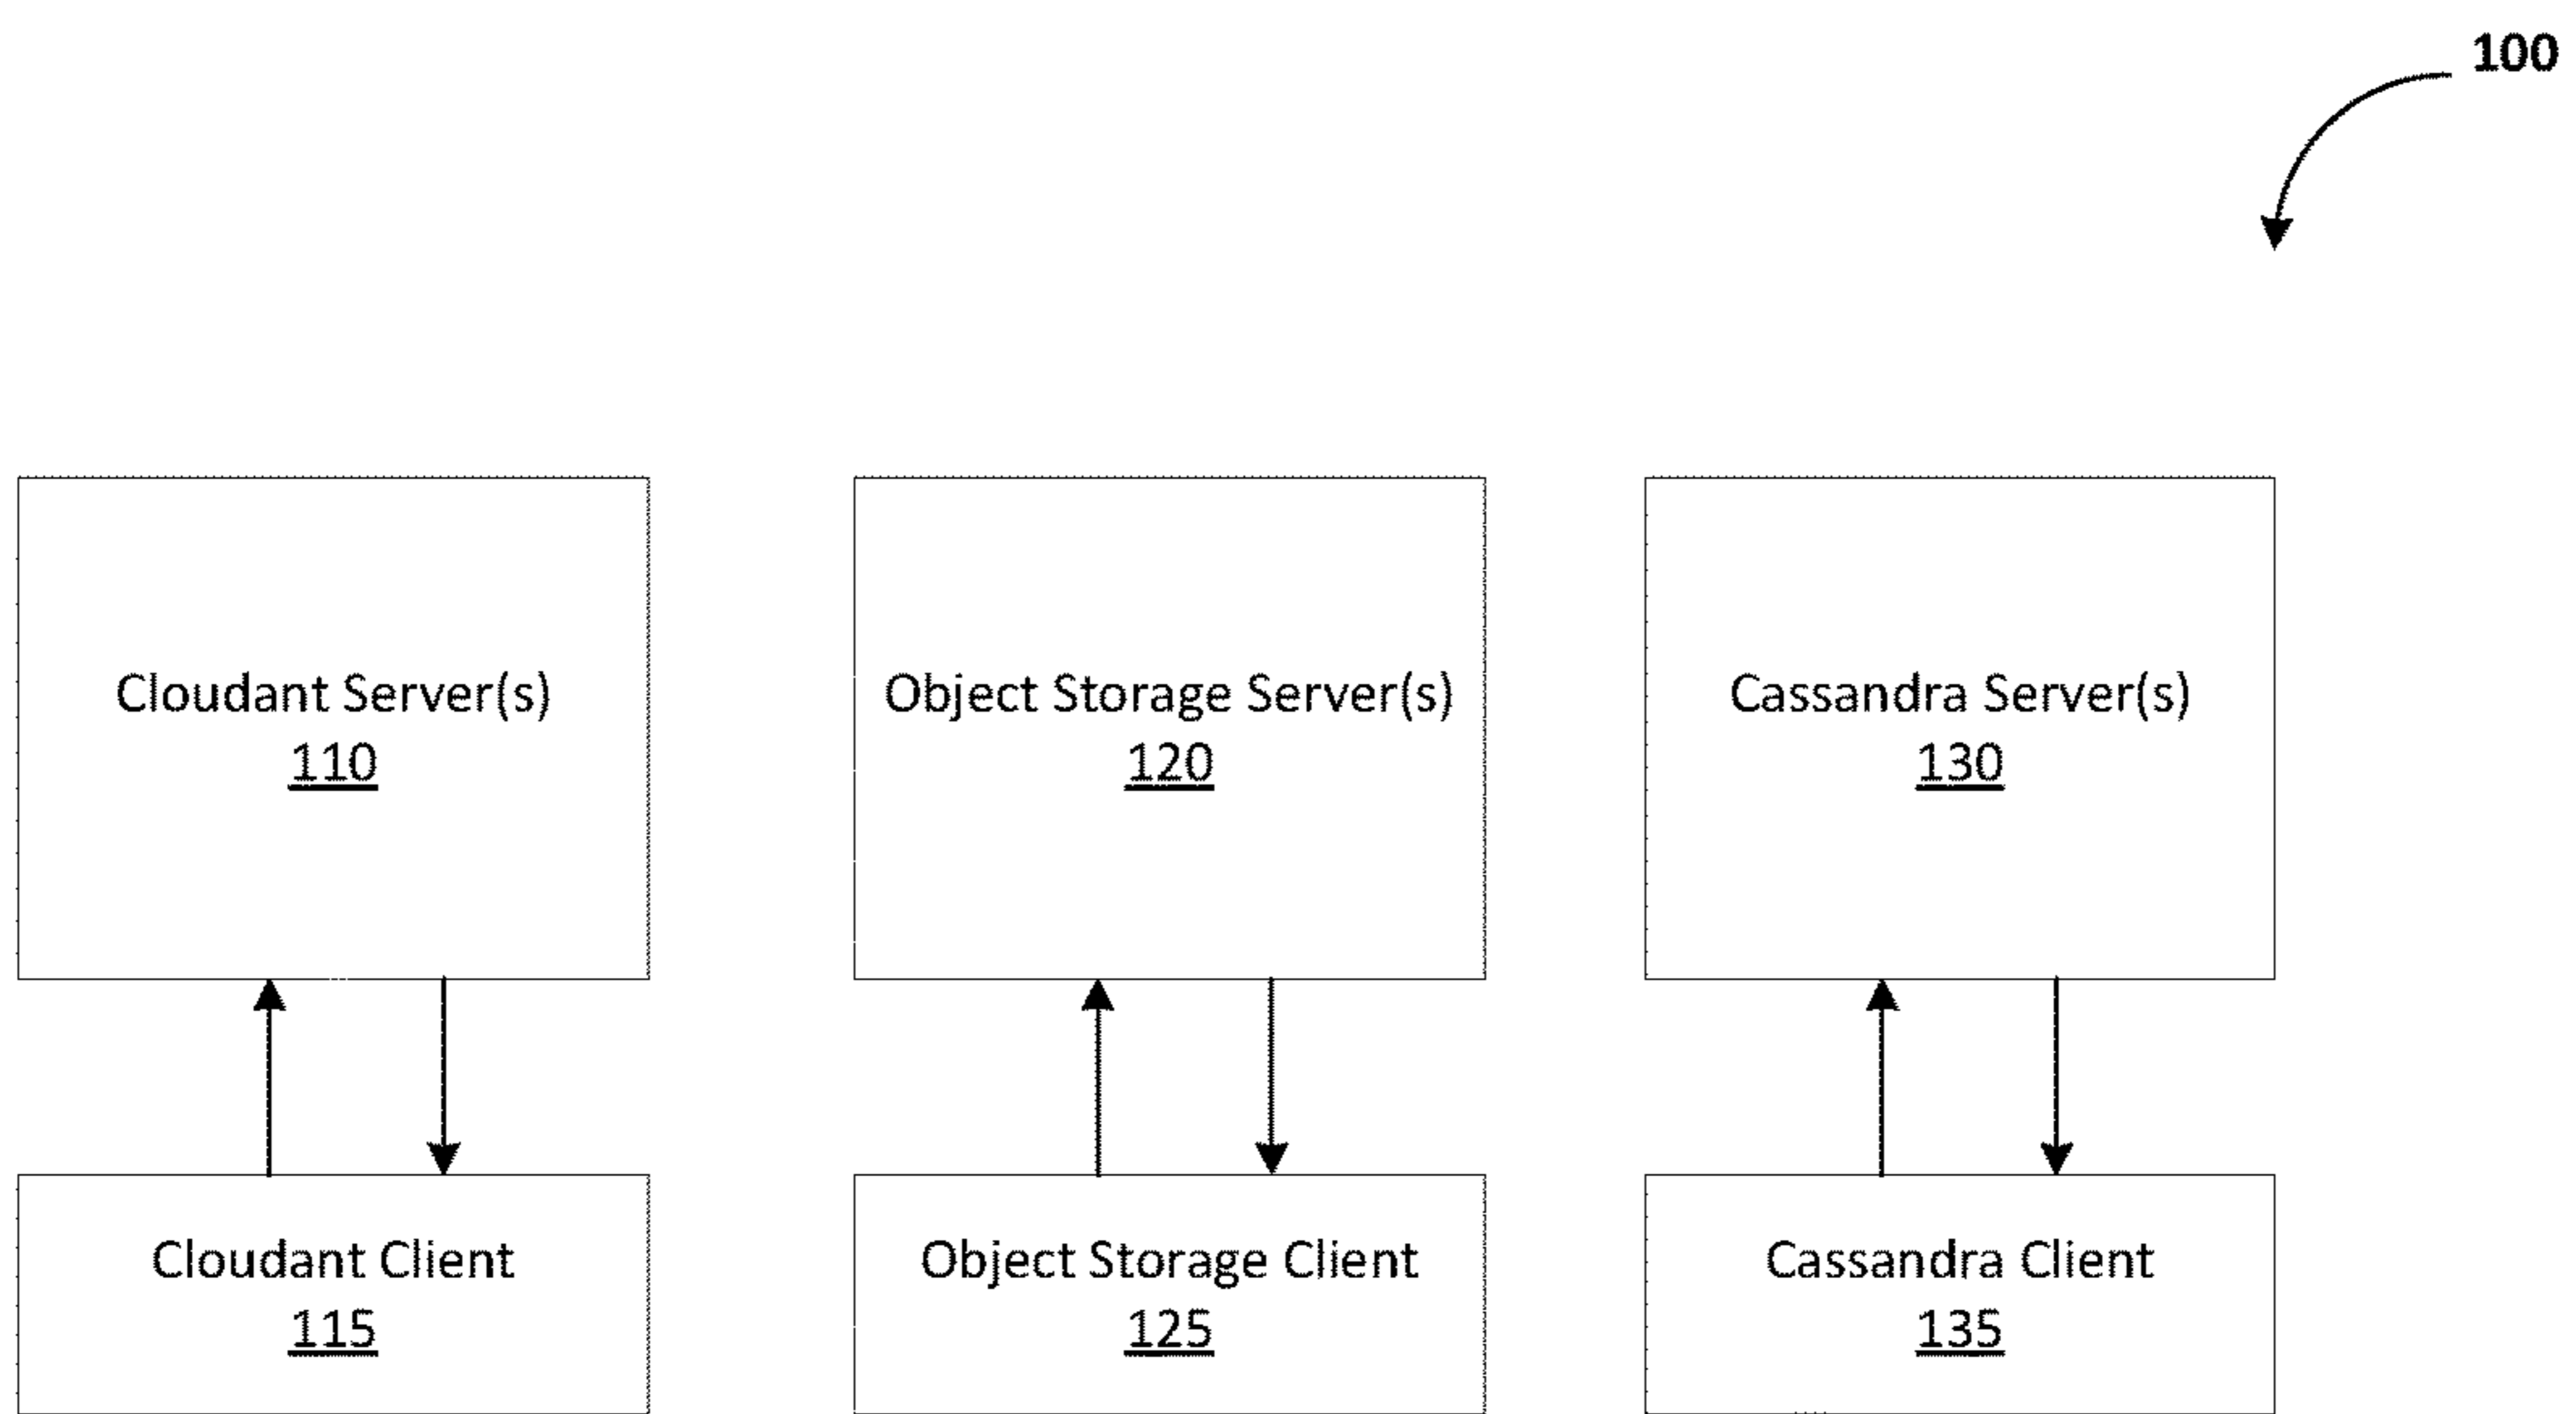 100
Cloudant Server(s)
110
Object Storage Server(s)
120
Cassandra Server(s)
130
Cloudant Client
115
Object Storage Client
125
Cassandra Client
135